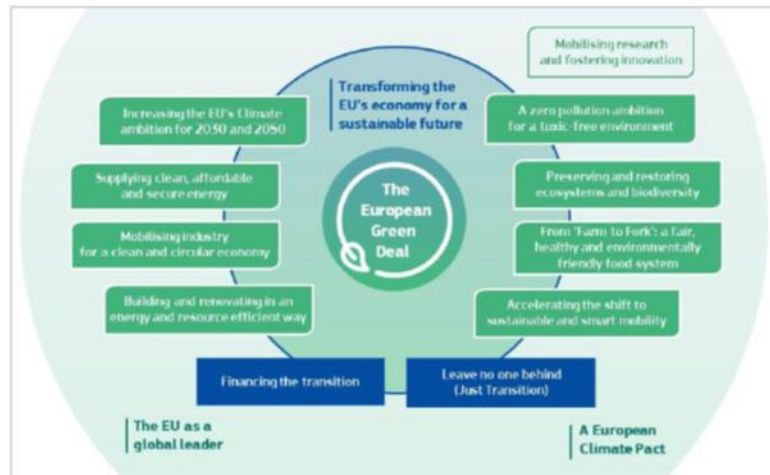 Mobilising research
and fostering innovation
Transforming the
EU's economy for a
sustainable future
Increasing the EU's Climate
ambition for 2030 and 2050
A zero pollution ambition
for a toxic-free environment
Supplying clean, affordable
and secure energy
The
European
Green
Deal
Preserving and restoring
ecosystems and biodiversity
Mobilising industry
for a clean and circular economy
From 'Farm to Fork': a fair,
healthy and environmentally
friendly food system
Building and renovating in an
energy and resource efficient way
Accelerating the shift to
sustainable and smart mobility
Financing the transition
Leave no one behind
(Just Transition)
The EU as a
global leader
A European
Climate Pact